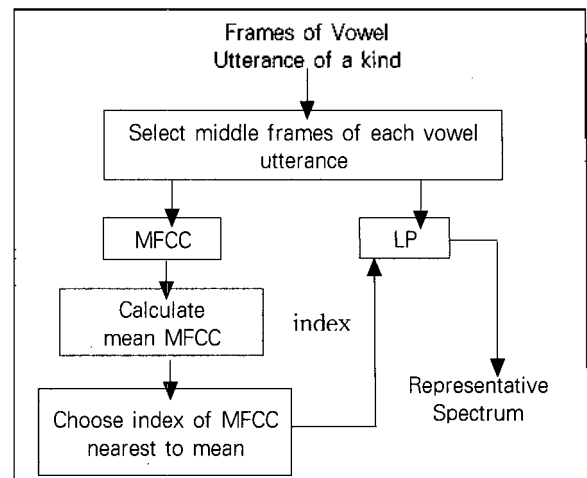 Frames of Vowel
Utterance of a kind
Select middle frames of each vowel
utterance
MFCC
LP
Calculate
mean MFCC
index
Choose index of MFCC
nearest to mean
Representative
Spectrum